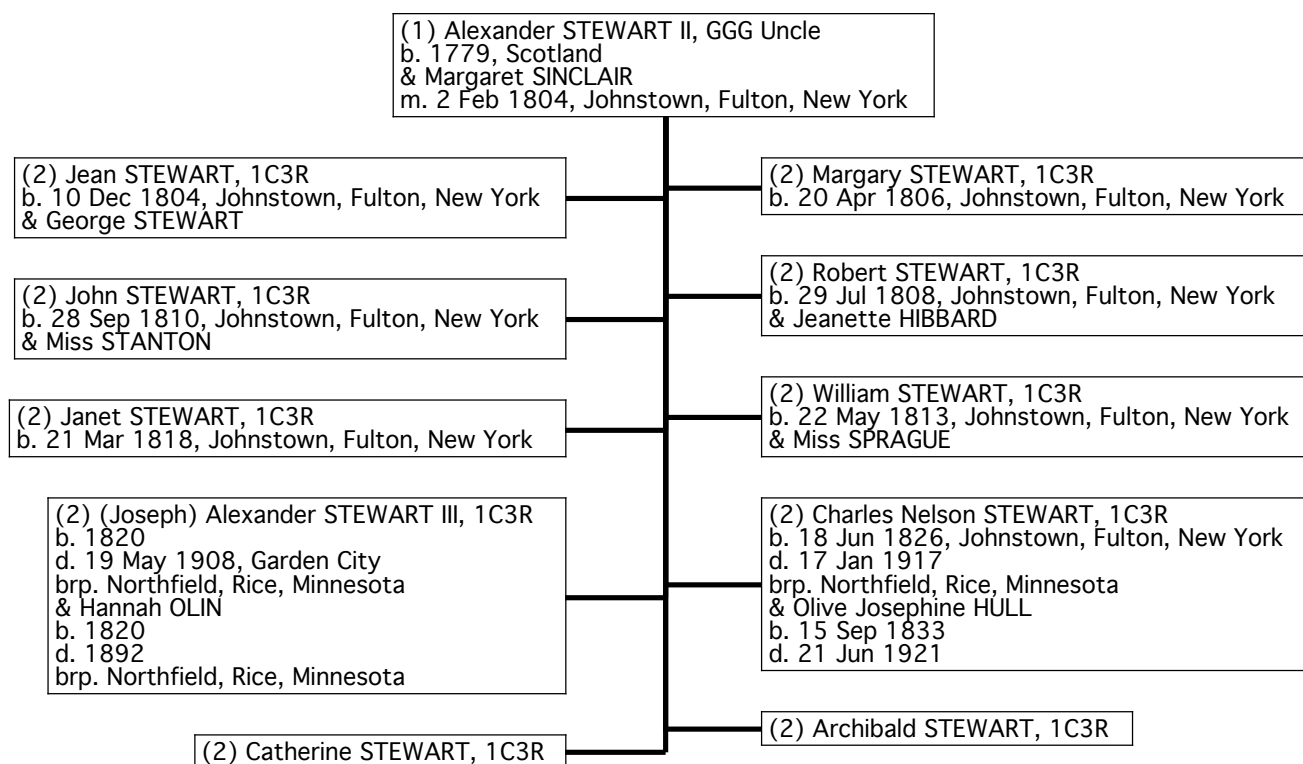 (1) Alexander STEWART II, GGG Uncle
b. 1779, Scotland
& Margaret SINCLAIR
m. 2 Feb 1804, Johnstown, Fulton, New York
(2) Jean STEWART, 1C3R
b. 10 Dec 1804, Johnstown, Fulton, New York
& George STEWART
(2) Margary STEWART, 1C3R
b. 20 Apr 1806, Johnstown, Fulton, New York
(2) Robert STEWART, 1C3R
b. 29 Jul 1808, Johnstown, Fulton, New York
& Jeanette HIBBARD
(2) John STEWART, 1C3R
b. 28 Sep 1810, Johnstown, Fulton, New York
& Miss STANTON
(2) William STEWART, 1C3R
b. 22 May 1813, Johnstown, Fulton, New York
& Miss SPRAGUE
(2) Janet STEWART, 1C3R
b. 21 Mar 1818, Johnstown, Fulton, New York
(2) (Joseph) Alexander STEWART III, 1C3R
b. 1820
d. 19 May 1908, Garden City
brp. Northfield, Rice, Minnesota
& Hannah OLIN
b. 1820
d. 1892
brp. Northfield, Rice, Minnesota
(2) Charles Nelson STEWART, 1C3R
b. 18 Jun 1826, Johnstown, Fulton, New York
d. 17 Jan 1917
brp. Northfield, Rice, Minnesota
& Olive Josephine HULL
b. 15 Sep 1833
d. 21 Jun 1921
(2) Archibald STEWART, 1C3R
(2) Catherine STEWART, 1C3R